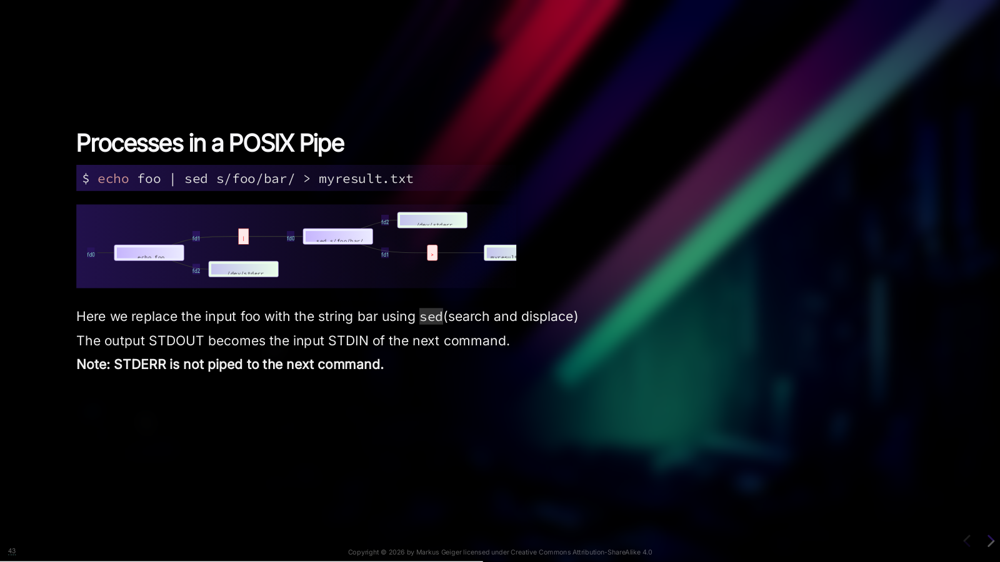 Processes in a POSIX Pipe
$ echo foo | sed s/foo/bar/ > myresult.txt
fd2
/dev/stderr
fd1
|
fd0
sed s/foo/bar/
fd0
echo foo
fd1
>
myresult
fd2
/dev/stderr
Here we replace the input foo with the string bar using sed(search and displace)
The output STDOUT becomes the input STDIN of the next command.
Note: STDERR is not piped to the next command.
43
Copyright © 2026 by Markus Geiger licensed under Creative Commons Attribution-ShareAlike 4.0